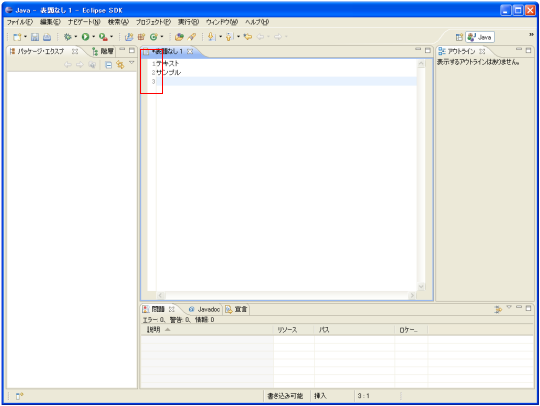 Java - 表題なし 1 - Eclipse SDK
ファイル(F) 編集(E) ナビゲート(N) 検索(A) プロジェクト(P) 実行(R) ウィンドウ(W) ヘルプ(H)
Java
パッケージ・エクスプ 階層
*表題なし 1
アウトライン
表示するアウトラインはありません。
1 テキスト
2 サンプル
3
問題 @ Javadoc 宣言
エラー 0、警告 0、情報 0
説明 リソース パス ロケー...
書き込み可能 挿入 3 : 1